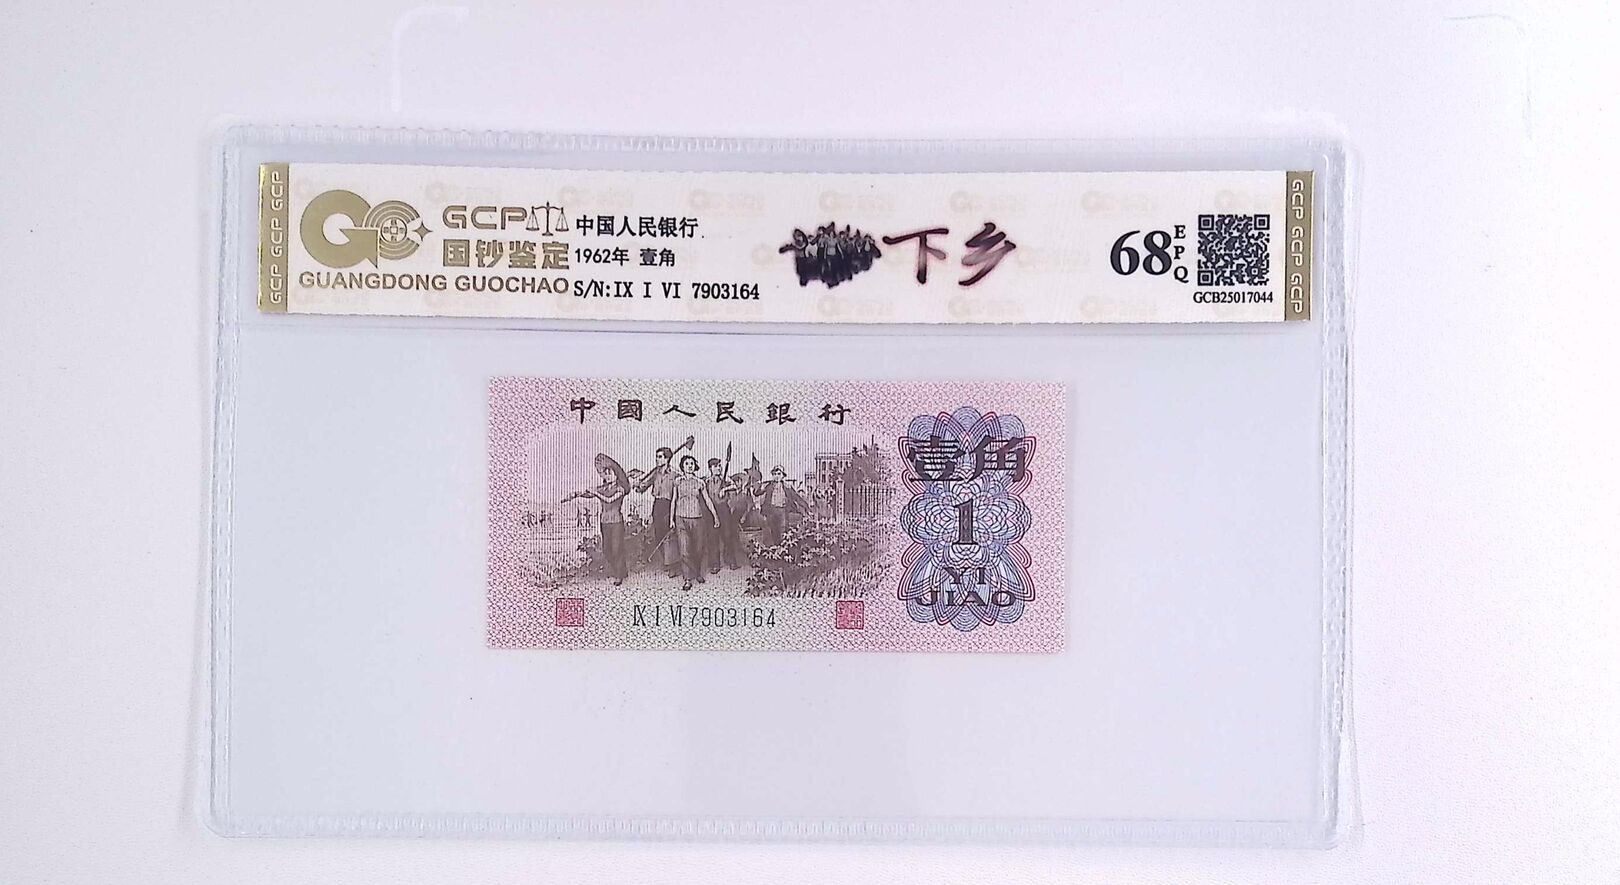 GCP GCP GCP
GCP
国钞鉴定
GUANGDONG GUOCHAO
中国人民银行
1962年 壹角
S/N:IX I VI 7903164
下乡
68 EPQ
GCB25017044
GCP GCP GCP
中國人民銀行
壹角
1
YI
JIAO
IX I VI 7903164